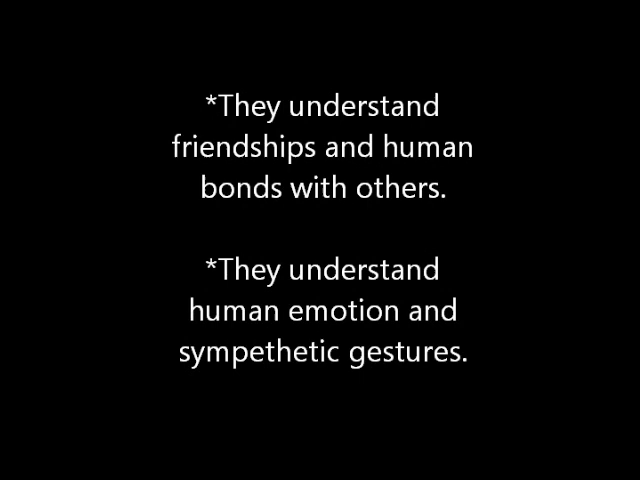 *They understand
friendships and human
bonds with others.
*They understand
human emotion and
sympethetic gestures.